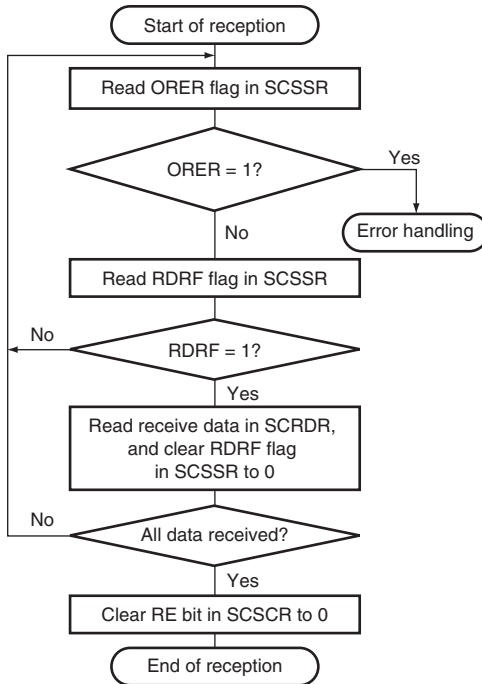 Start of reception
Read ORER flag in SCSSR
ORER = 1?
Yes
Error handling
No
Read RDRF flag in SCSSR
No
RDRF = 1?
Yes
Read receive data in SCRDR,
and clear RDRF flag
in SCSSR to 0
No
All data received?
Yes
Clear RE bit in SCSCR to 0
End of reception